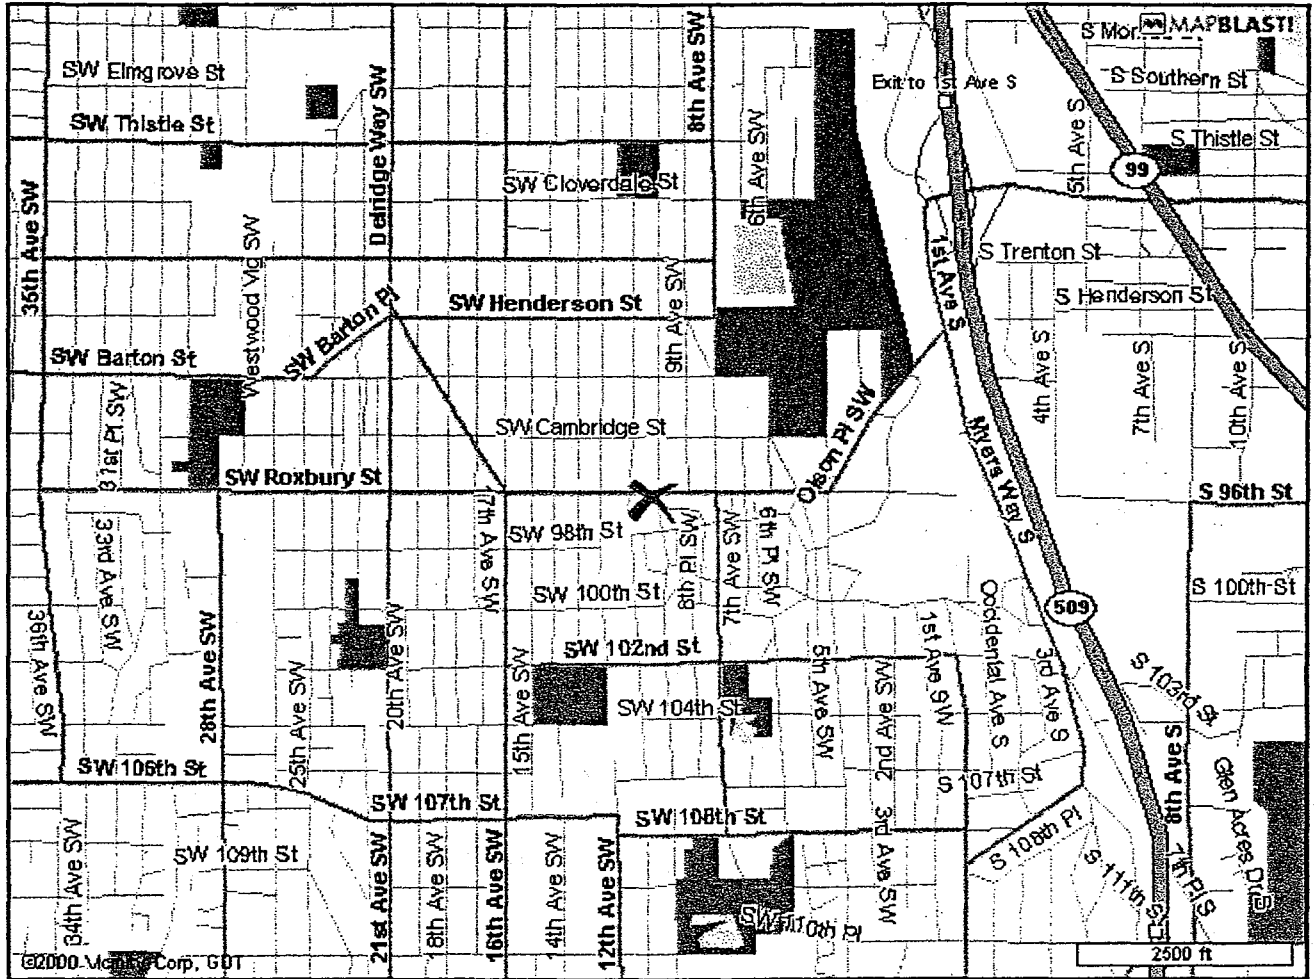 S Mor
MAPBLAST!
SW Elmgrove St
Exit to 1st Ave S
S Southern St
SW Thistle St
Delridge Way SW
8th Ave SW
6th Ave SW
5th Ave S
S Thistle St
99
SW Cloverdale St
35th Ave SW
Westwood Vlg SW
1st Ave S
S Trenton St
SW Henderson St
9th Ave SW
S Henderson St
SW Barton Pl
SW Barton St
4th Ave S
7th Ave S
10th Ave S
31st Pl SW
SW Cambridge St
Olson Pl SW
Myers Way S
SW Roxbury St
S 96th St
17th Ave SW
33rd Ave SW
SW 98th St
8th Pl SW
7th Ave SW
6th Pl SW
SW 100th St
S 100th St
509
36th Ave SW
28th Ave SW
20th Ave SW
SW 102nd St
1st Ave SW
Occidental Ave S
3rd Ave S
S 103rd St
25th Ave SW
15th Ave SW
SW 104th St
5th Ave SW
2nd Ave SW
8th Ave S
Glen Acres Dr S
SW 106th St
S 107th St
SW 107th St
SW 108th St
3rd Ave SW
S 108th Pl
34th Ave SW
SW 109th St
21st Ave SW
18th Ave SW
16th Ave SW
14th Ave SW
12th Ave SW
S 111th St
7th Pl S
SW 110th Pl
©2000 Corp, GDT
2500 ft